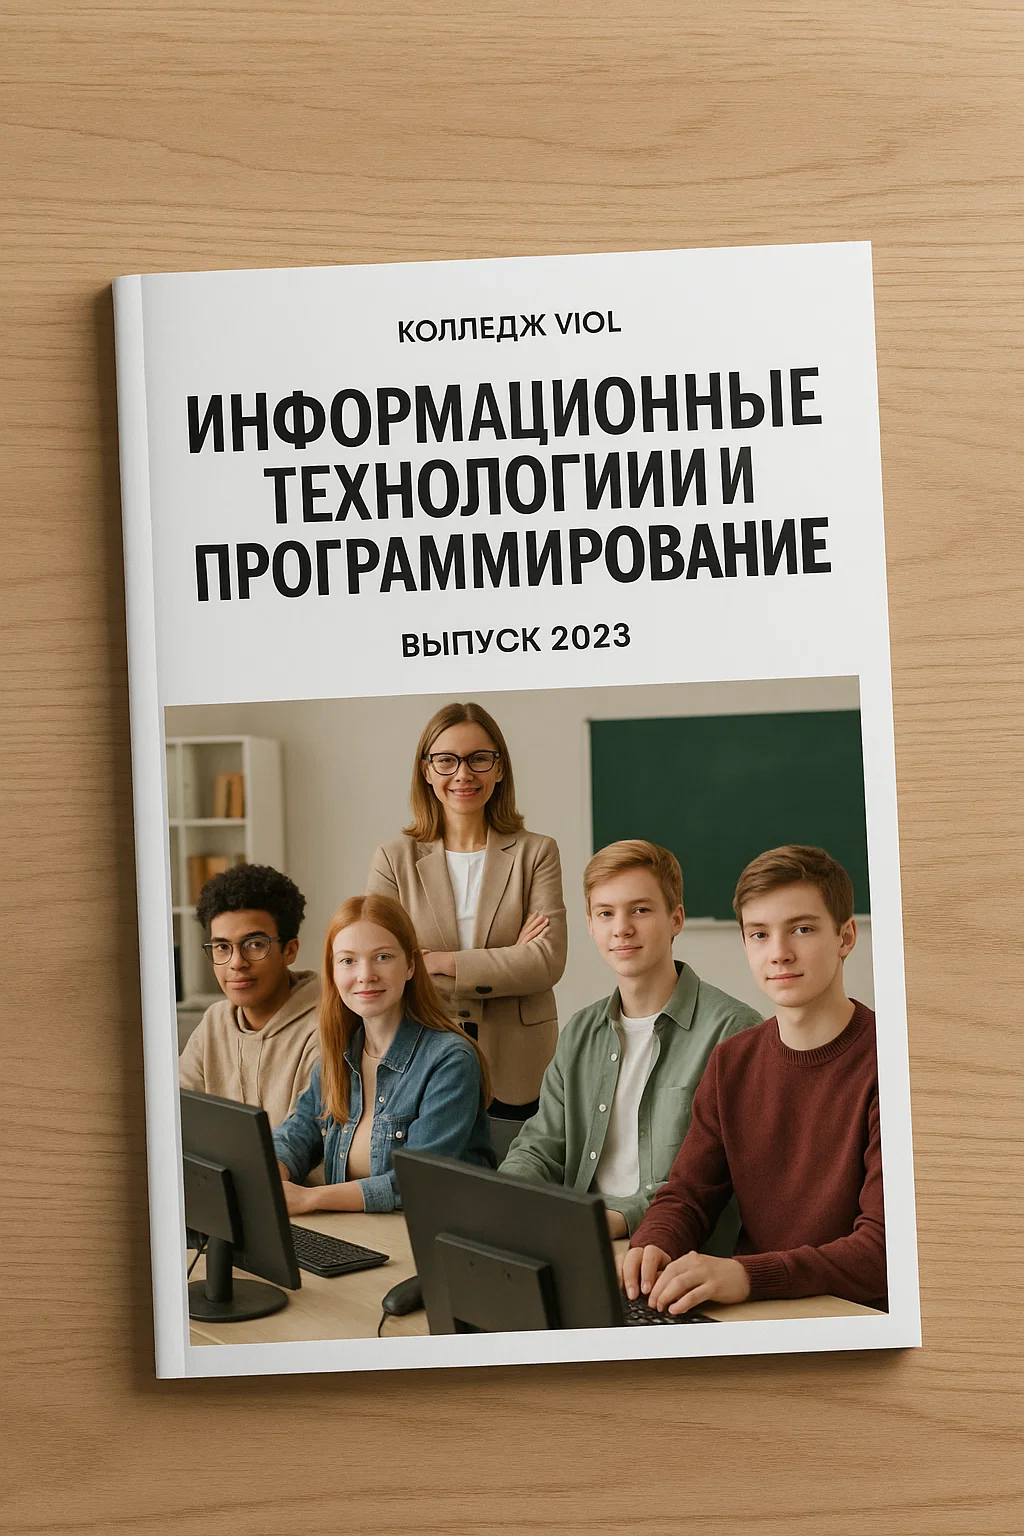 КОЛЛЕДЖ VIOL
ИНФОРМАЦИОННЫЕ
ТЕХНОЛОГИИИ И
ПРОГРАММИРОВАНИЕ
ВЫПУСК 2023